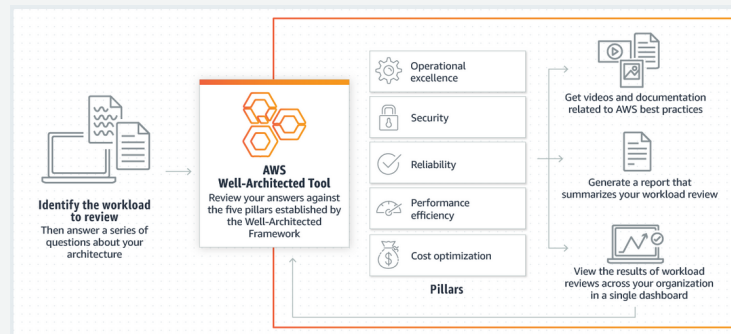 Identify the workload
to review
Then answer a series of
questions about your
architecture
AWS
Well-Architected Tool
Review your answers against
the five pillars established by
the Well-Architected
Framework
Operational
excellence
Security
Reliability
Performance
efficiency
Cost optimization
Pillars
Get videos and documentation
related to AWS best practices
Generate a report that
summarizes your workload review
View the results of workload
reviews across your organization
in a single dashboard